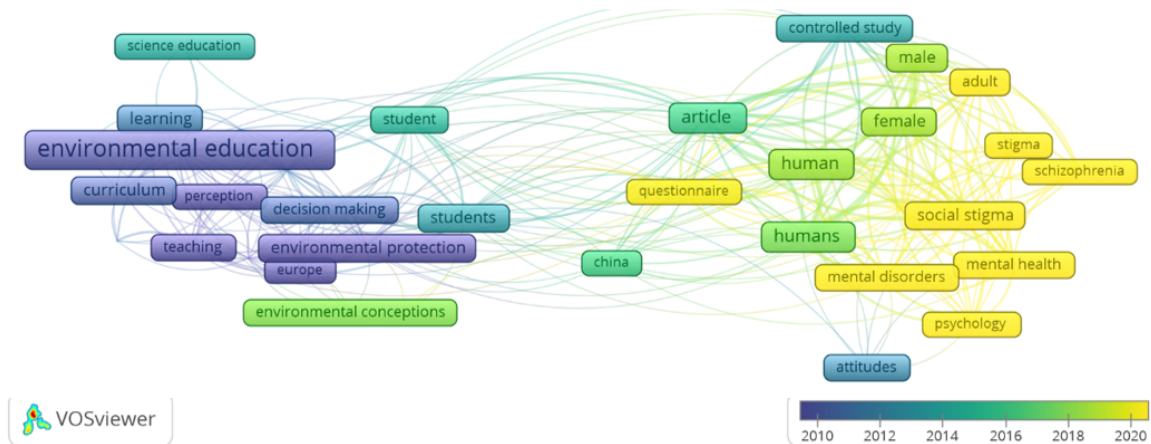 controlled study
science education
male
adult
learning
student
article
female
environmental education
stigma
human
schizophrenia
curriculum
perception
questionnaire
decision making
students
social stigma
teaching
environmental protection
humans
europe
china
mental health
mental disorders
environmental conceptions
psychology
attitudes
VOSviewer
2010 2012 2014 2016 2018 2020